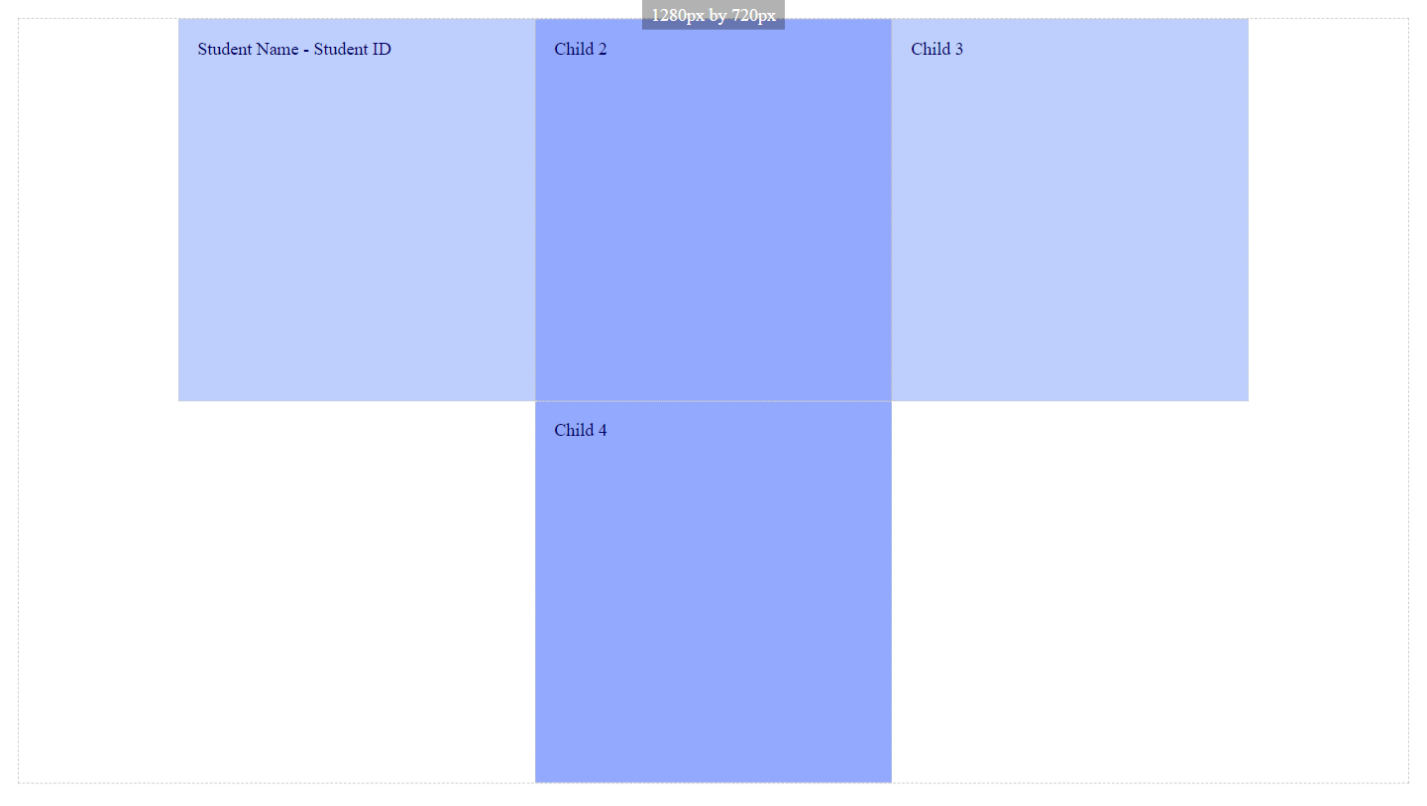 1280px by 720px
Student Name - Student ID
Child 2
Child 3
Child 4